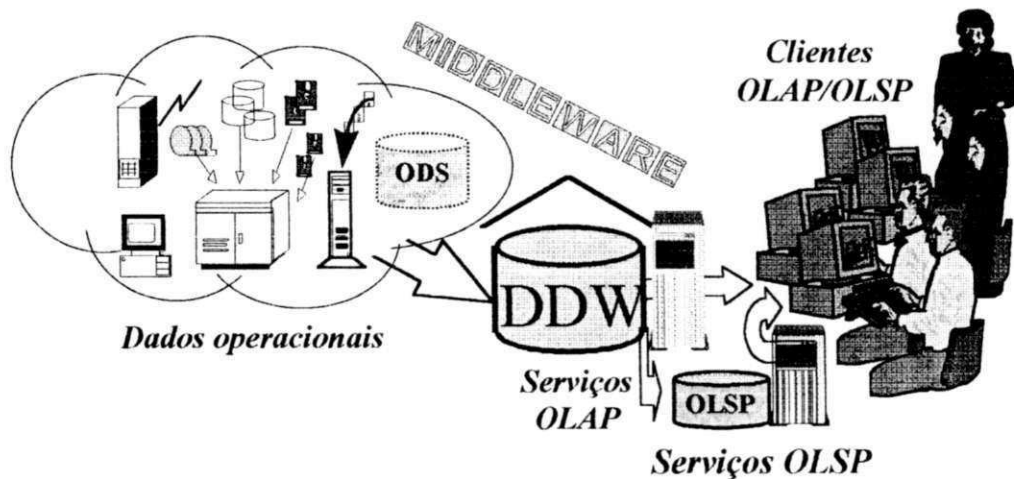 MIDDLEWARE
Clientes
OLAP/OLSP
ODS
DDW
Dados operacionais
Serviços
OLAP
OLSP
Serviços OLSP